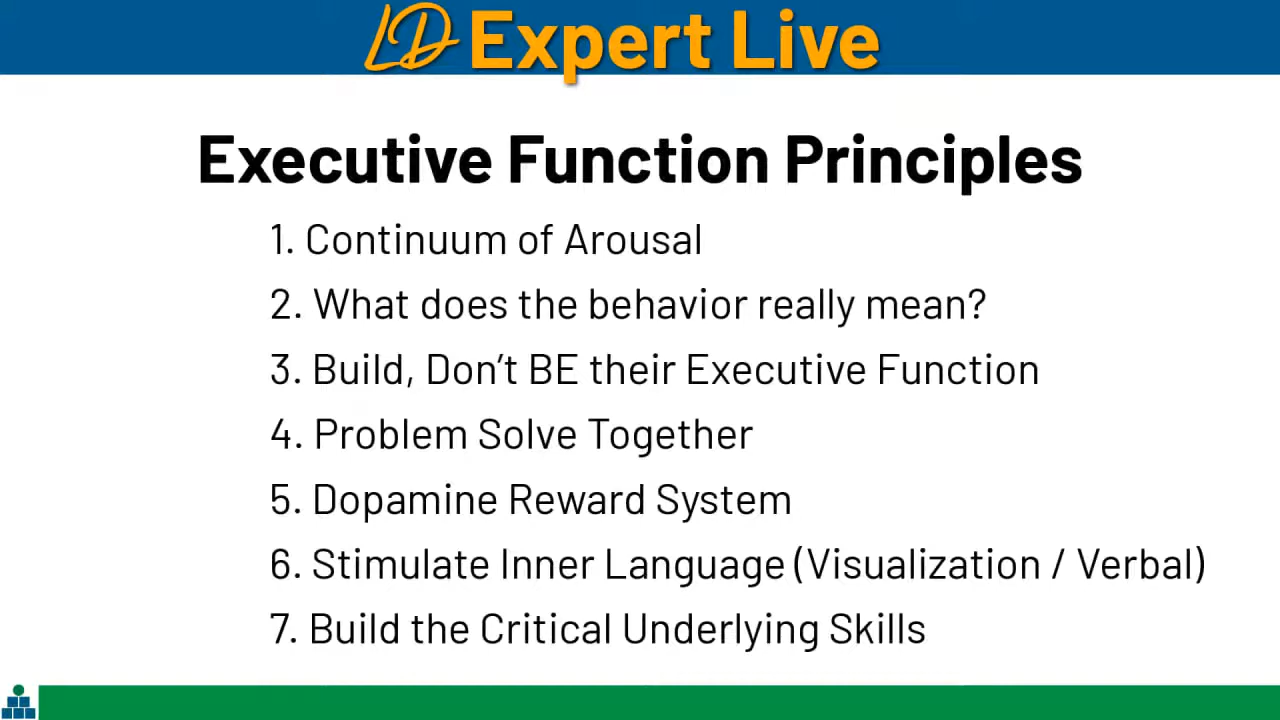 LD Expert Live
Executive Function Principles
1. Continuum of Arousal
2. What does the behavior really mean?
3. Build, Don’t BE their Executive Function
4. Problem Solve Together
5. Dopamine Reward System
6. Stimulate Inner Language (Visualization / Verbal)
7. Build the Critical Underlying Skills